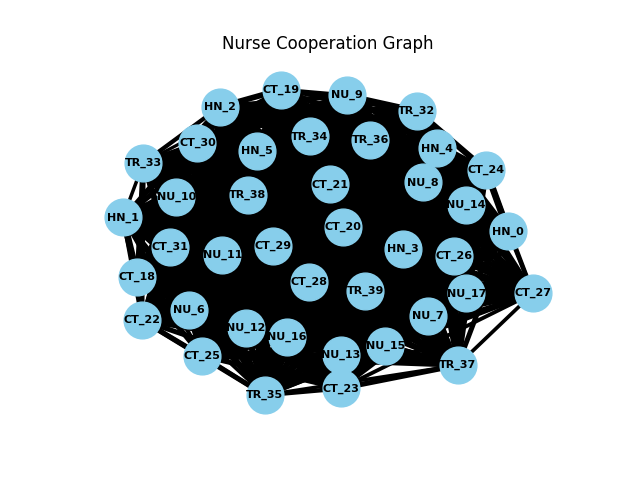 Nurse Cooperation Graph
CT_19
NU_9
HN_2
TR_32
TR_34
TR_36
CT_30
HN_4
HN_5
TR_33
CT_24
NU_8
CT_21
TR_38
NU_10
NU_14
HN_1
CT_20
HN_0
CT_29
CT_31
HN_3
NU_11
CT_26
CT_18
CT_28
TR_39
NU_17
CT_27
NU_6
NU_7
CT_22
NU_12
NU_16
NU_15
NU_13
CT_25
TR_37
CT_23
TR_35